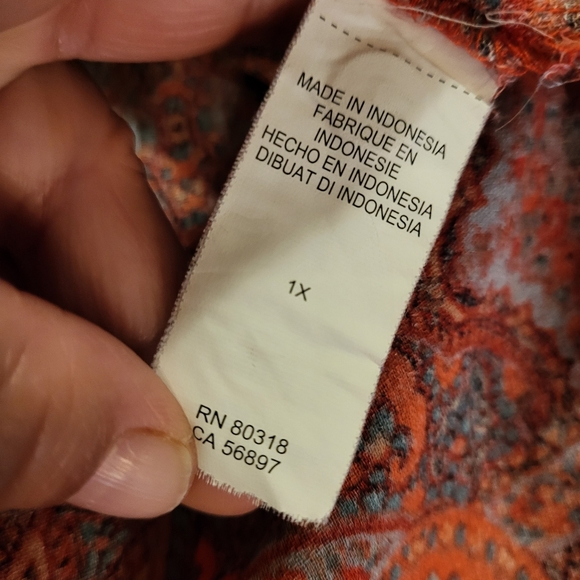 MADE IN INDONESIA
FABRIQUE EN
INDONESIE
HECHO EN INDONESIA
DIBUAT DI INDONESIA
1X
RN 80318
CA 56897